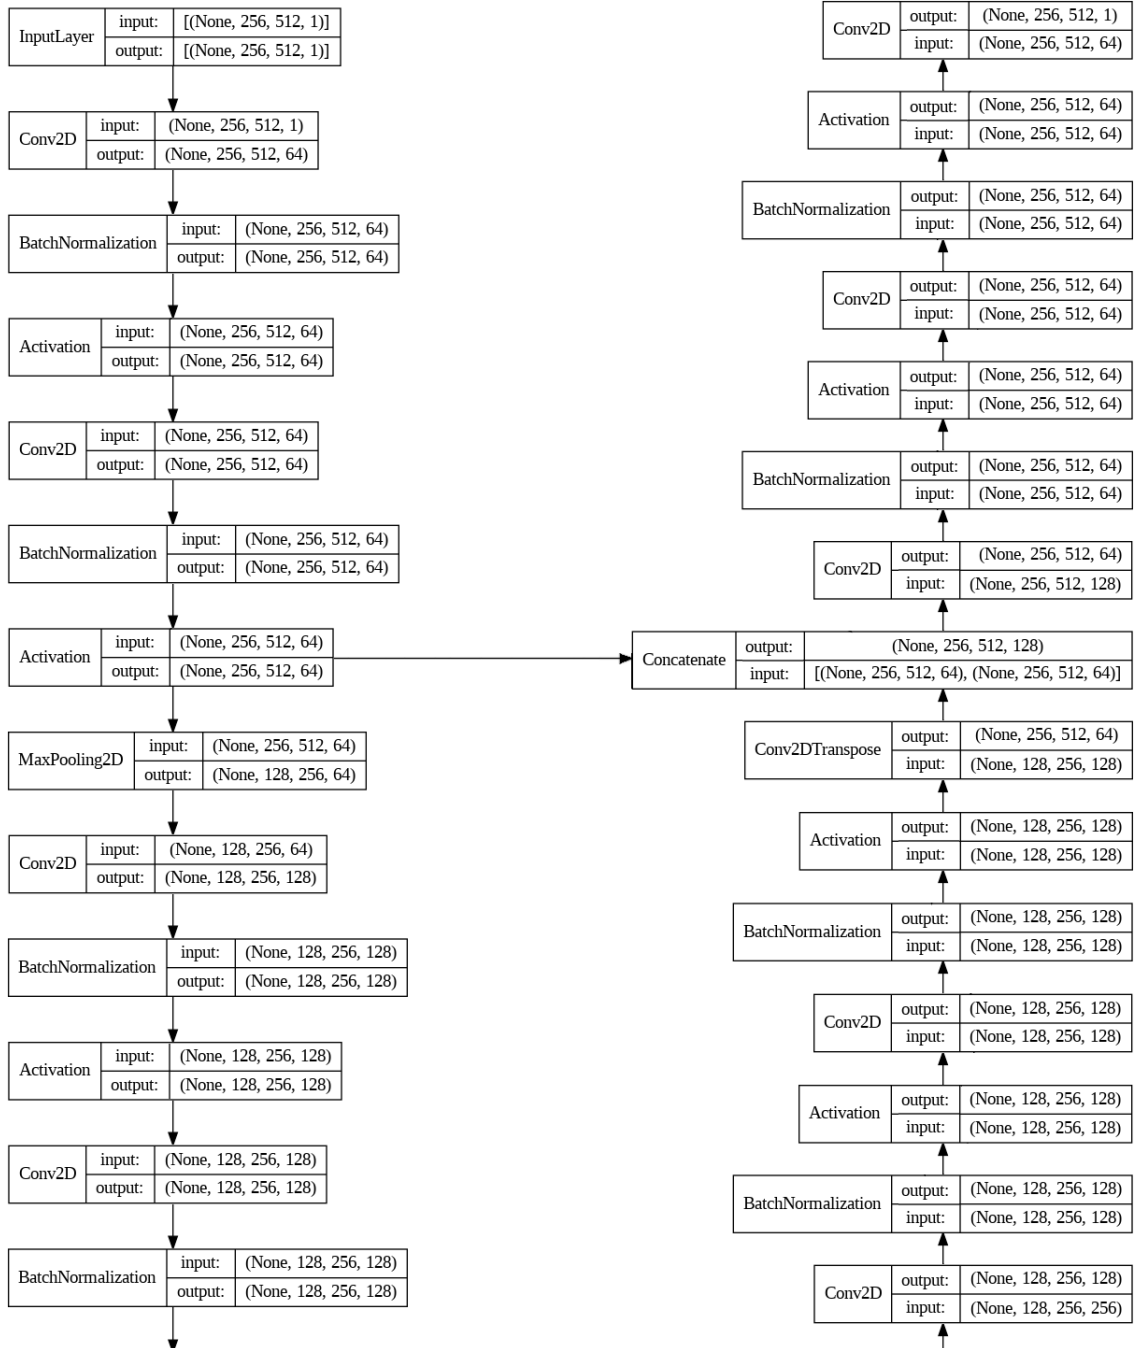 InputLayer
input: [(None, 256, 512, 1)]
output: [(None, 256, 512, 1)]
Conv2D
input: (None, 256, 512, 1)
output: (None, 256, 512, 64)
BatchNormalization
input: (None, 256, 512, 64)
output: (None, 256, 512, 64)
Activation
input: (None, 256, 512, 64)
output: (None, 256, 512, 64)
Conv2D
input: (None, 256, 512, 64)
output: (None, 256, 512, 64)
BatchNormalization
input: (None, 256, 512, 64)
output: (None, 256, 512, 64)
Activation
input: (None, 256, 512, 64)
output: (None, 256, 512, 64)
MaxPooling2D
input: (None, 256, 512, 64)
output: (None, 128, 256, 64)
Conv2D
input: (None, 128, 256, 64)
output: (None, 128, 256, 128)
BatchNormalization
input: (None, 128, 256, 128)
output: (None, 128, 256, 128)
Activation
input: (None, 128, 256, 128)
output: (None, 128, 256, 128)
Conv2D
input: (None, 128, 256, 128)
output: (None, 128, 256, 128)
BatchNormalization
input: (None, 128, 256, 128)
output: (None, 128, 256, 128)
Conv2D
output: (None, 256, 512, 1)
input: (None, 256, 512, 64)
Activation
output: (None, 256, 512, 64)
input: (None, 256, 512, 64)
BatchNormalization
output: (None, 256, 512, 64)
input: (None, 256, 512, 64)
Conv2D
output: (None, 256, 512, 64)
input: (None, 256, 512, 64)
Activation
output: (None, 256, 512, 64)
input: (None, 256, 512, 64)
BatchNormalization
output: (None, 256, 512, 64)
input: (None, 256, 512, 64)
Conv2D
output: (None, 256, 512, 64)
input: (None, 256, 512, 128)
Concatenate
output: (None, 256, 512, 128)
input: [(None, 256, 512, 64), (None, 256, 512, 64)]
Conv2DTranspose
output: (None, 256, 512, 64)
input: (None, 128, 256, 128)
Activation
output: (None, 128, 256, 128)
input: (None, 128, 256, 128)
BatchNormalization
output: (None, 128, 256, 128)
input: (None, 128, 256, 128)
Conv2D
output: (None, 128, 256, 128)
input: (None, 128, 256, 128)
Activation
output: (None, 128, 256, 128)
input: (None, 128, 256, 128)
BatchNormalization
output: (None, 128, 256, 128)
input: (None, 128, 256, 128)
Conv2D
output: (None, 128, 256, 128)
input: (None, 128, 256, 256)